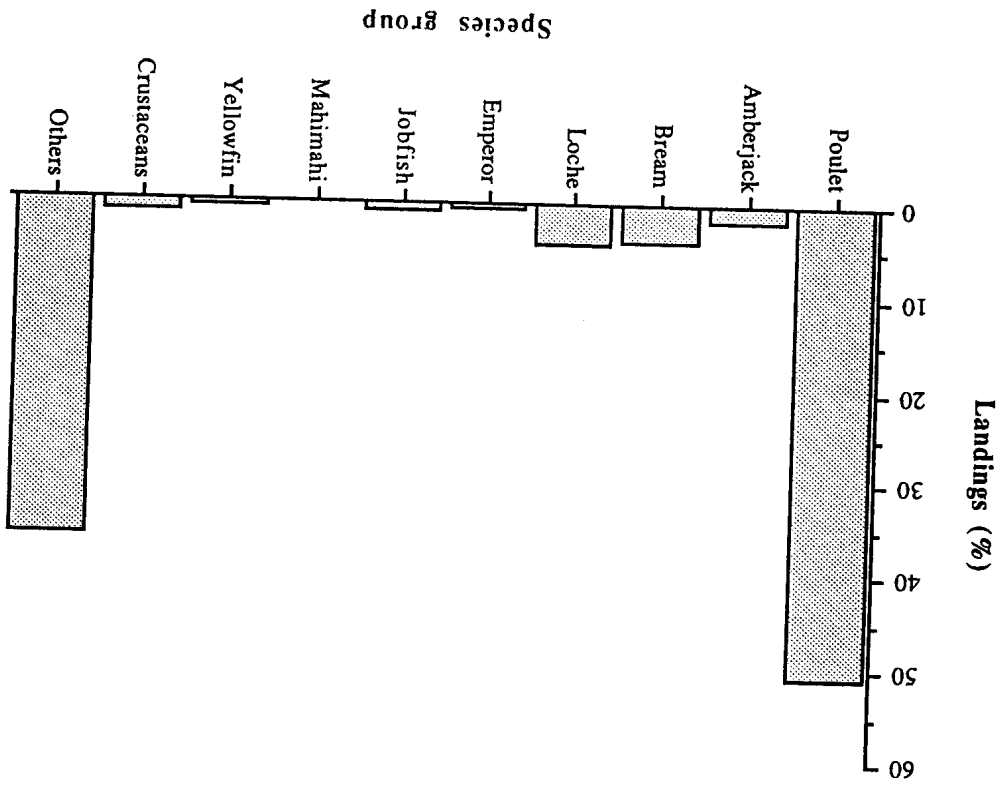 Landings (%)
60
50
40
30
20
10
0
Poulet
Amberjack
Bream
Loche
Emperor
Jobfish
Mahimahi
Yellowfin
Crustaceans
Others
Species group